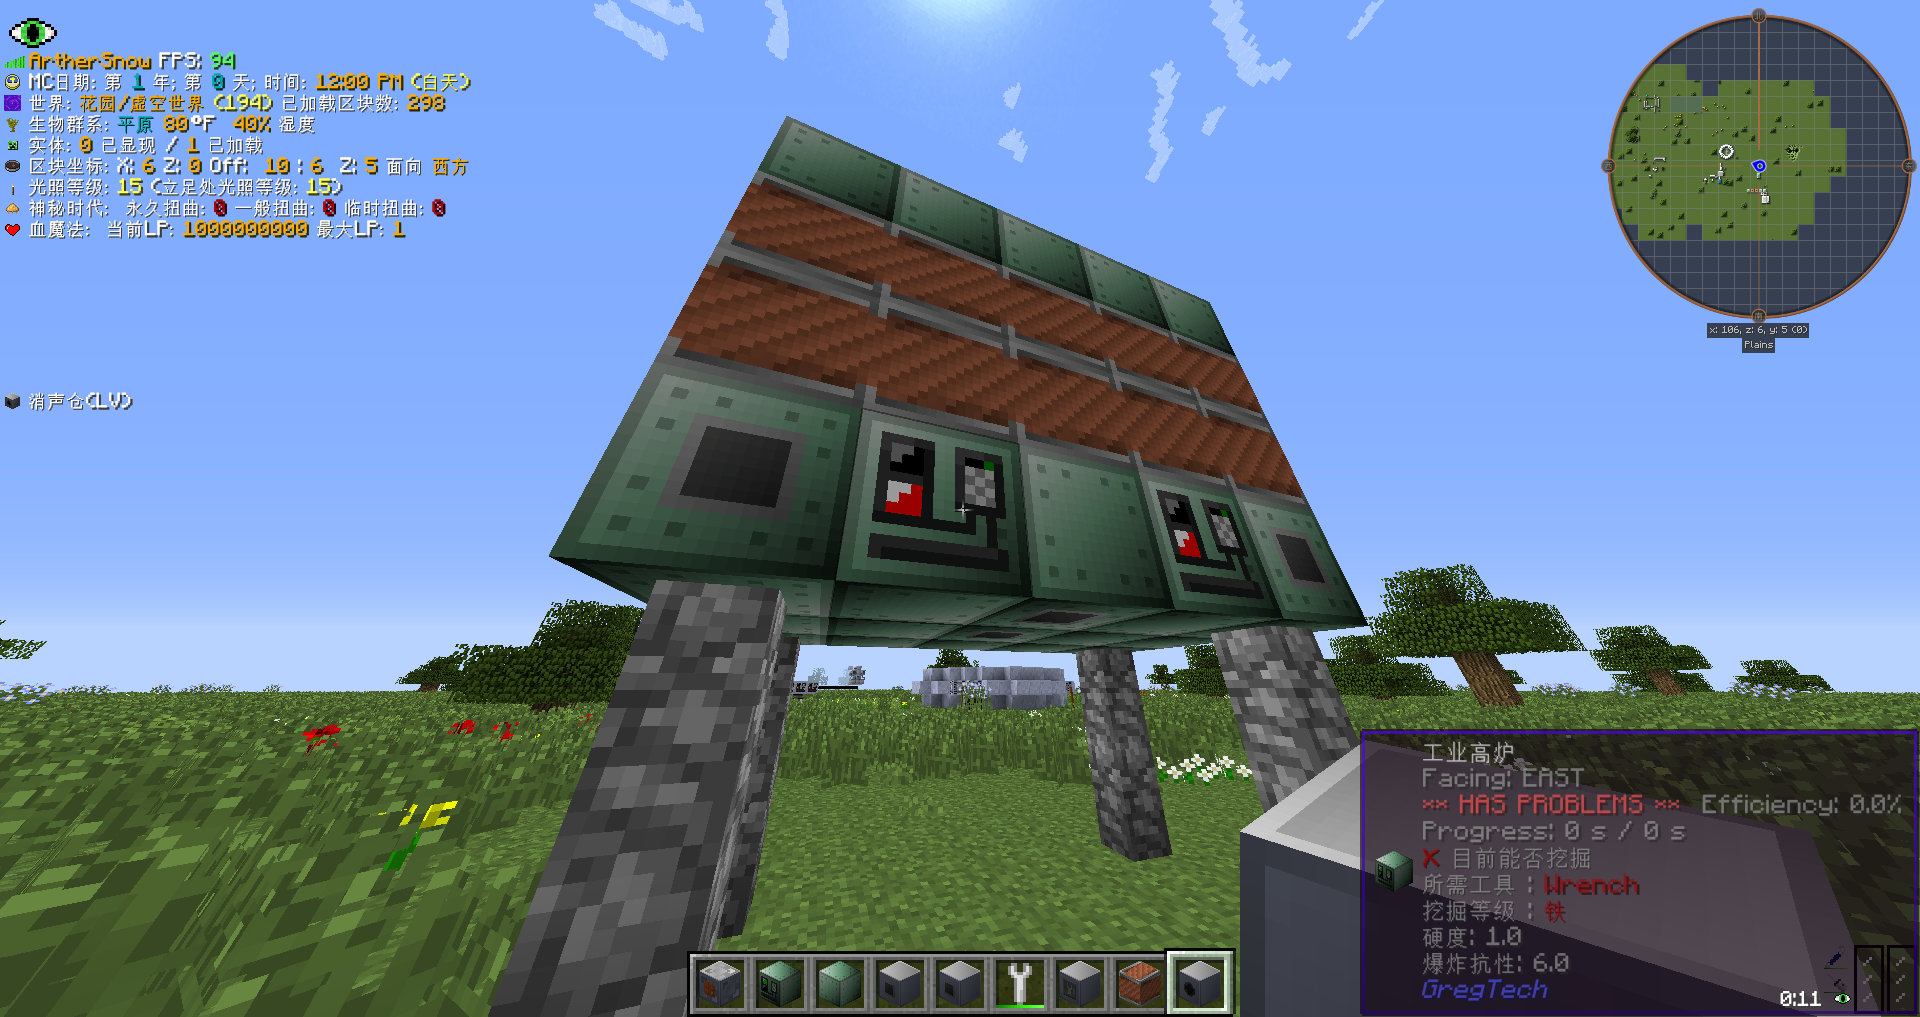 ArtherSnow FPS: 94
MC日期: 第 1 年; 第 0 天; 时间: 12:00 PM (白天)
世界: 花园/虚空世界 (194) 已加载区块数: 298
生物群系: 平原 80°F 40% 湿度
实体: 0 已显现 / 1 已加载
区块坐标: X: 6 Z: 0 Off: 10 : 6 Z: 5 面向 西方
光照等级: 15 (立足处光照等级: 15)
神秘时代: 永久扭曲: 0 一般扭曲: 0 临时扭曲: 0
血魔法: 当前LP: 1000000000 最大LP: 1
消声仓(LV)
x: 106, z: 6, y: 5 (0)
Plains
工业高炉
Facing: EAST
** HAS PROBLEMS ** Efficiency: 0.0%
Progress: 0 s / 0 s
目前能否挖掘
所需工具 : Wrench
挖掘等级 : 铁
硬度: 1.0
爆炸抗性: 6.0
GregTech
0:11